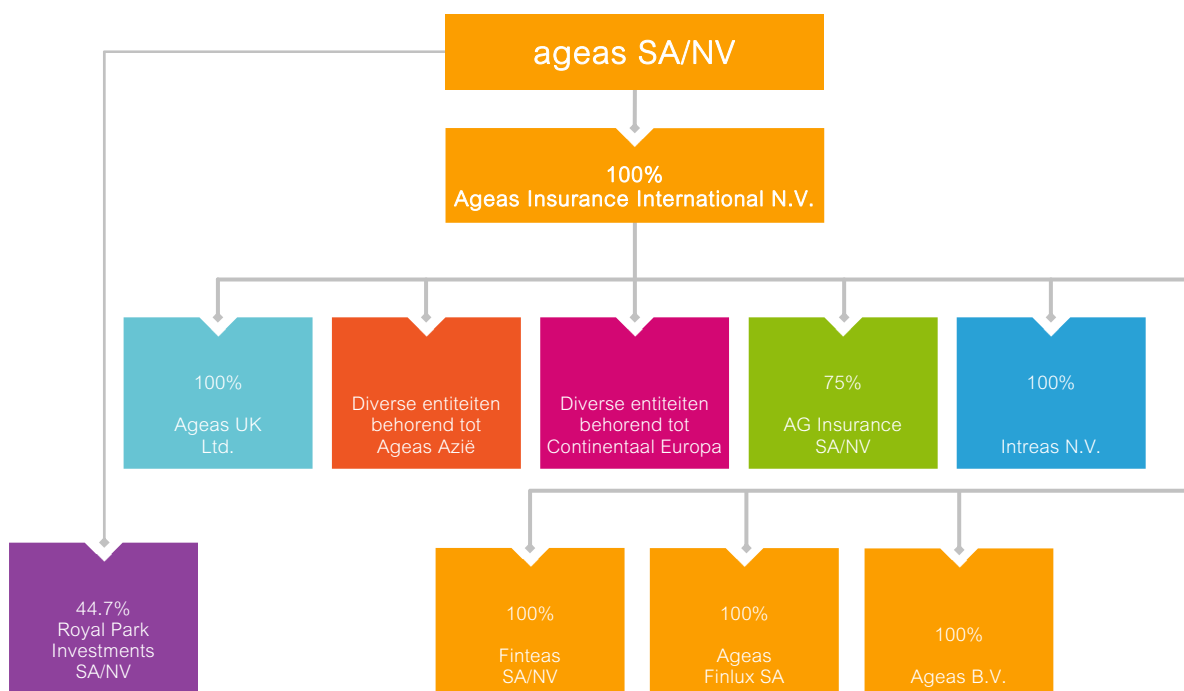 ageas SA/NV
100%
Ageas Insurance International N.V.
100%
Ageas UK
Ltd.
Diverse entiteiten
behorend tot
Ageas Azië
Diverse entiteiten
behorend tot
Continentaal Europa
75%
AG Insurance
SA/NV
100%
Intreas N.V.
44.7%
Royal Park
Investments
SA/NV
100%
Finteas
SA/NV
100%
Ageas
Finlux SA
100%
Ageas B.V.